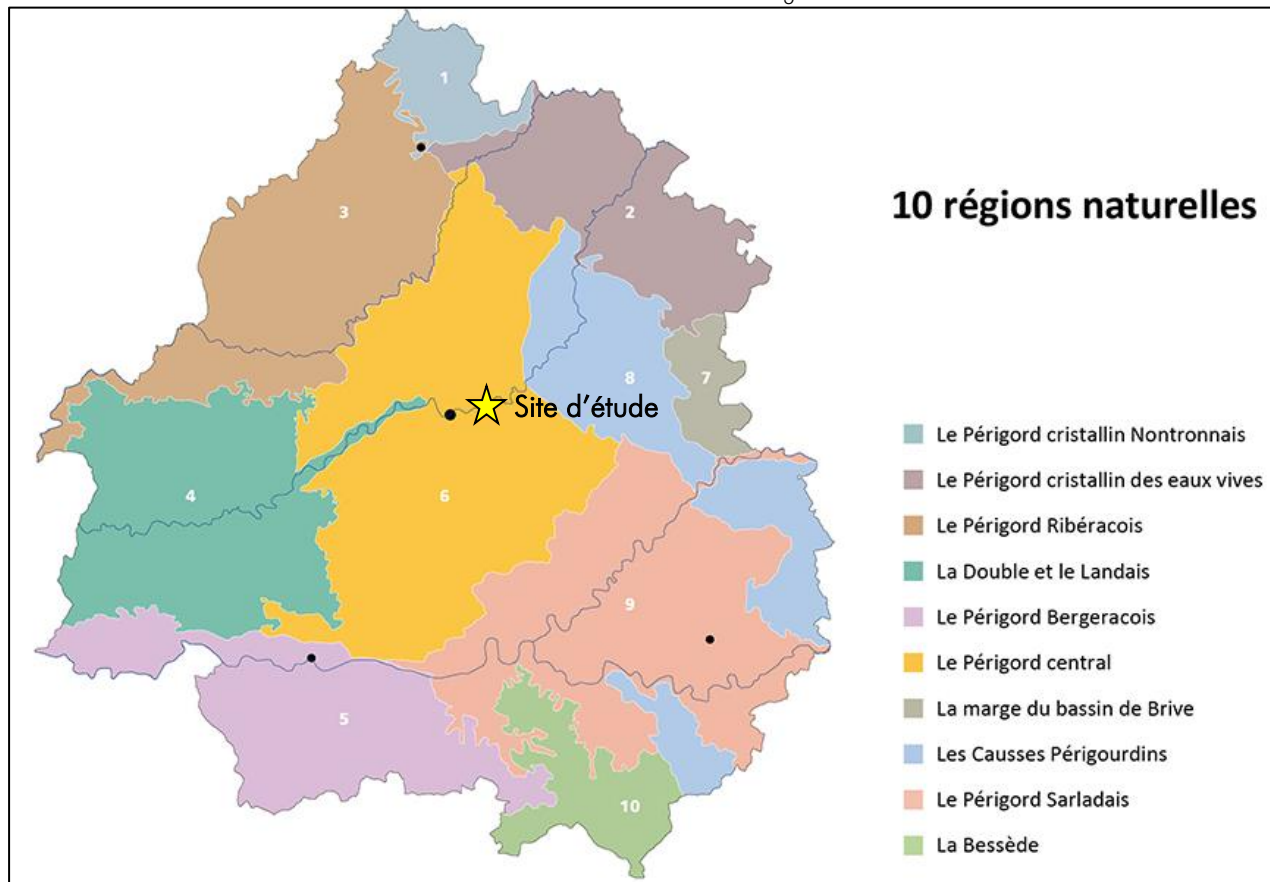 1
2
3
10 régions naturelles
8
7
Site d'étude
4
6
9
5
10
Le Périgord cristallin Nontronnais
Le Périgord cristallin des eaux vives
Le Périgord Ribéracois
La Double et le Landais
Le Périgord Bergeracois
Le Périgord central
La marge du bassin de Brive
Les Causses Périgourdins
Le Périgord Sarladais
La Bessède